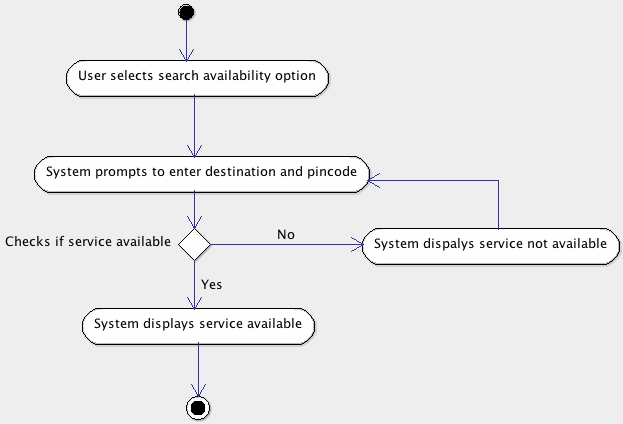 User selects search availability option
System prompts to enter destination and pincode
Checks if service available
No
System dispalys service not available
Yes
System displays service available